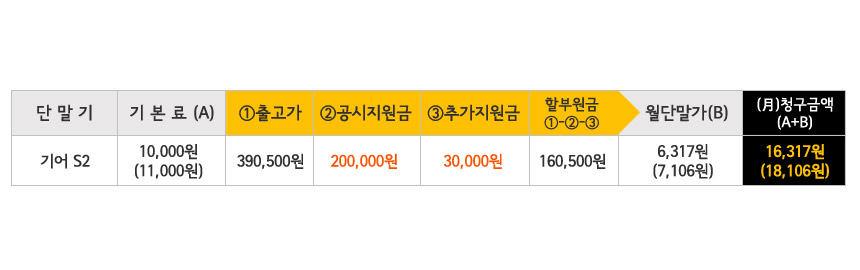 단 말 기
기 본 료 (A)
①출고가
②공시지원금
③추가지원금
할부원금
①-②-③
월단말가(B)
(月)청구금액
(A+B)
기어 S2
10,000원
(11,000원)
390,500원
200,000원
30,000원
160,500원
6,317원
(7,106원)
16,317원
(18,106원)